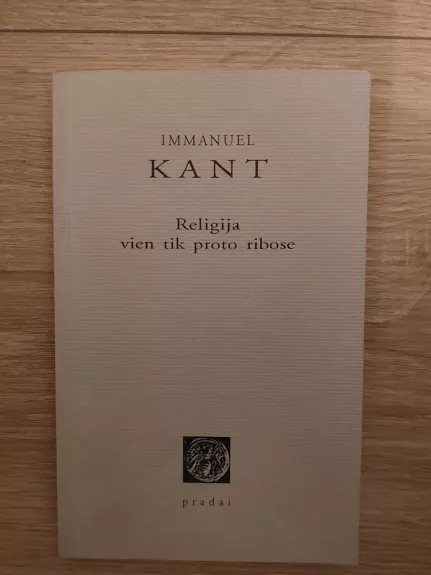 IMMANUEL
KANT
Religija
vien tik proto ribose
pradai